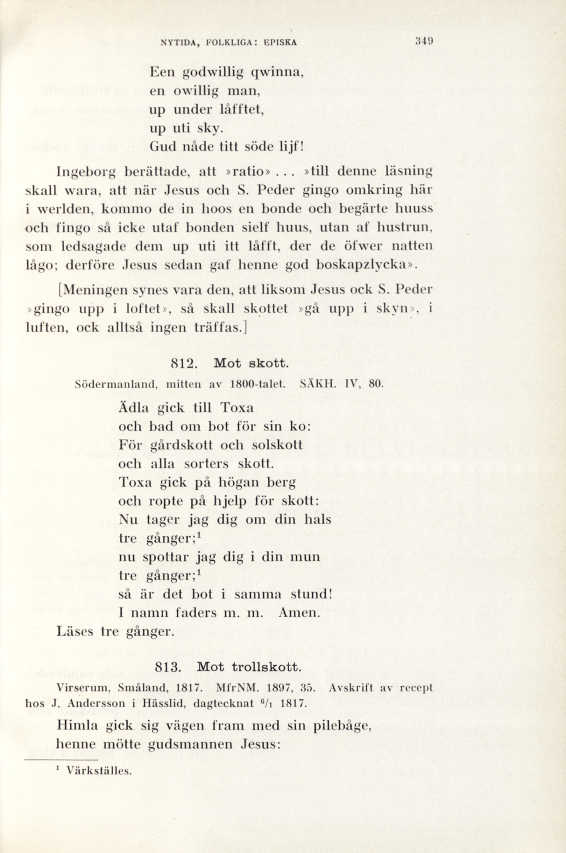 NYTIDA, FOLKLIGA: EPISKA 349
Een godwillig qwinna,
en owillig man,
up under låfftet,
up uti sky.
Gud nåde titt söde lijf!
Ingeborg berättade, att »ratio» . . . »till denne läsning
skall wara, att när Jesus och S. Peder gingo omkring här
i werlden, kommo de in hoos en bonde och begärte huuss
och fingo så icke utaf bonden sielf huus, utan af hustrun,
som ledsagade dem up uti itt låfft, der de öfwer natten
lågo; derföre Jesus sedan gaf henne god boskapzlycka».
[Meningen synes vara den, att liksom Jesus ock S. Peder
»gingo upp i loftet», så skall skottet »gå upp i skyn», i
luften, ock alltså ingen träffas.]
812. Mot skott.
Södermanland, mitten av 1800-talet. SÄKH. IV, 80.
Ädla gick till Toxa
och bad om bot för sin ko:
För gårdskott och solskott
och alla sorters skott.
Toxa gick på högan berg
och ropte på hjelp för skott:
Nu tager jag dig om din hals
tre gånger;¹
nu spottar jag dig i din mun
tre gånger;¹
så är det bot i samma stund!
I namn faders m. m. Amen.
Läses tre gånger.
813. Mot trollskott.
Virserum, Småland, 1817. MfrNM. 1897, 35. Avskrift av recept
hos J. Andersson i Hässlid, dagtecknat 6/1 1817.
Himla gick sig vägen fram med sin pilebåge,
henne mötte gudsmannen Jesus:
¹ Värkställes.